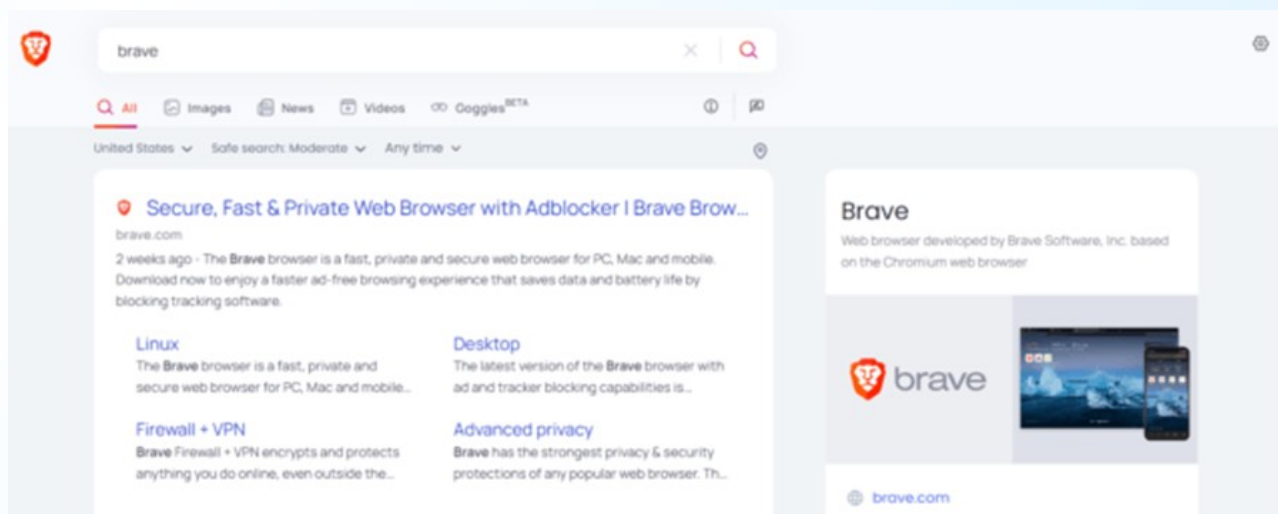 brave
All Images News Videos Goggles BETA
United States Safe search: Moderate Any time
Secure, Fast & Private Web Browser with Adblocker | Brave Brow...
brave.com
2 weeks ago - The Brave browser is a fast, private and secure web browser for PC, Mac and mobile.
Download now to enjoy a faster ad-free browsing experience that saves data and battery life by
blocking tracking software.
Linux
The Brave browser is a fast, private and
secure web browser for PC, Mac and mobile...
Desktop
The latest version of the Brave browser with
ad and tracker blocking capabilities is...
Firewall + VPN
Brave Firewall + VPN encrypts and protects
anything you do online, even outside the...
Advanced privacy
Brave has the strongest privacy & security
protections of any popular web browser. Th...
Brave
Web browser developed by Brave Software, Inc. based
on the Chromium web browser
brave
brave.com